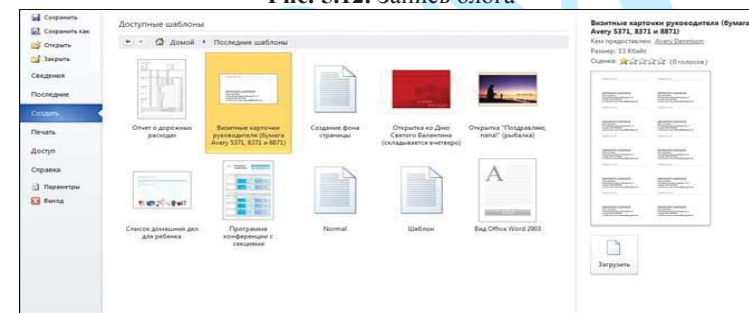 Рис. 3.12. Запись блога
Сохранить
Сохранить как
Открыть
Закрыть
Сведения
Последние
Создать
Печать
Доступ
Справка
Параметры
Выход
Доступные шаблоны
Домой
Последние шаблоны
Отчет о дорожных расходах
Визитные карточки руководителя (бумага Avery 5371, 8371 и 8871)
Создание фона страницы
Открытка ко Дню Святого Валентина (складывается вчетверо)
Открытка "Поздравляю, папа!" (рыбалка)
Список домашних дел для ребенка
Программа конференции с секциями
Normal
Шаблон
A
Вид Office Word 2003
Визитные карточки руководителя (бумага
Avery 5371, 8371 и 8871)
Кем предоставлен: Avery Dennison
Размер: 13 Кбайт
Оценка: (0 голосов)
Загрузить